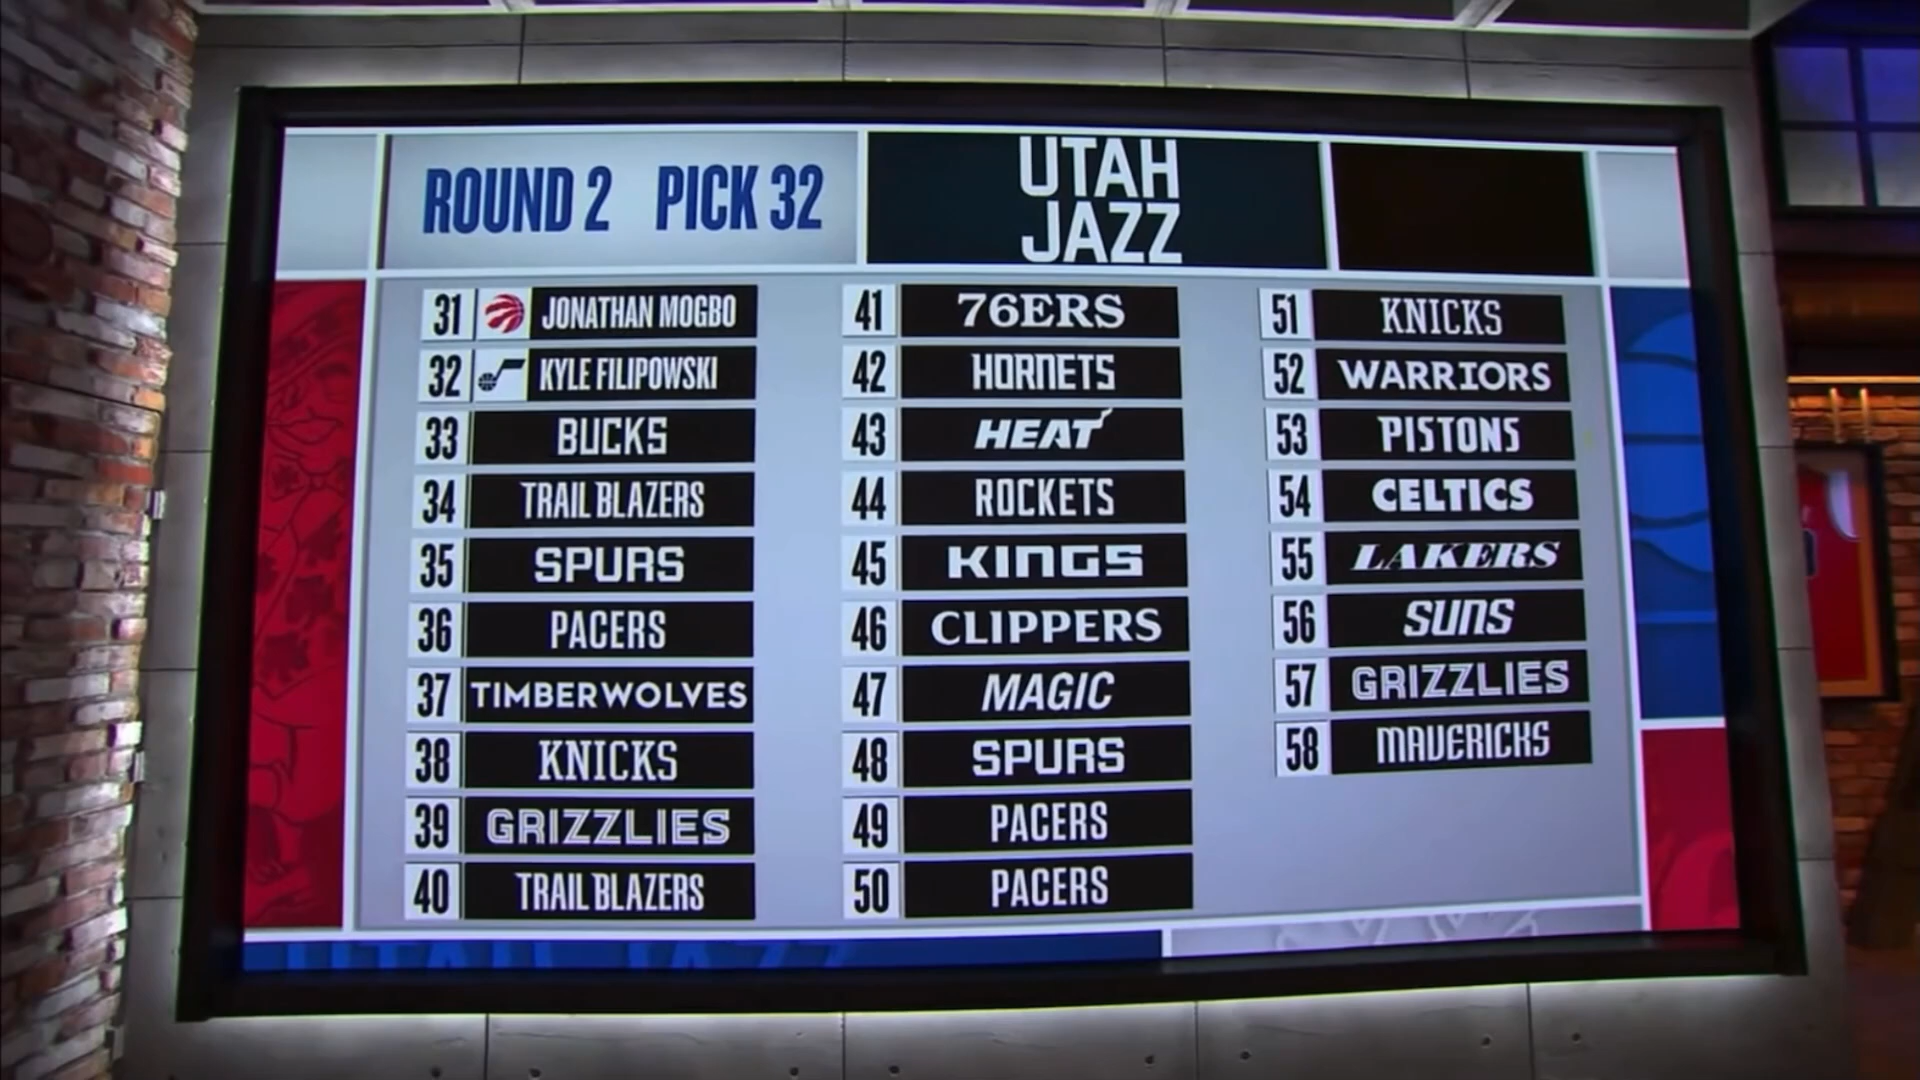 ROUND 2 PICK 32
UTAH
JAZZ
31 JONATHAN MOGBO
32 KYLE FILIPOWSKI
33 BUCKS
34 TRAIL BLAZERS
35 SPURS
36 PACERS
37 TIMBERWOLVES
38 KNICKS
39 GRIZZLIES
40 TRAIL BLAZERS
41 76ERS
42 HORNETS
43 HEAT
44 ROCKETS
45 KINGS
46 CLIPPERS
47 MAGIC
48 SPURS
49 PACERS
50 PACERS
51 KNICKS
52 WARRIORS
53 PISTONS
54 CELTICS
55 LAKERS
56 SUNS
57 GRIZZLIES
58 MAVERICKS
UTAH JAZZ